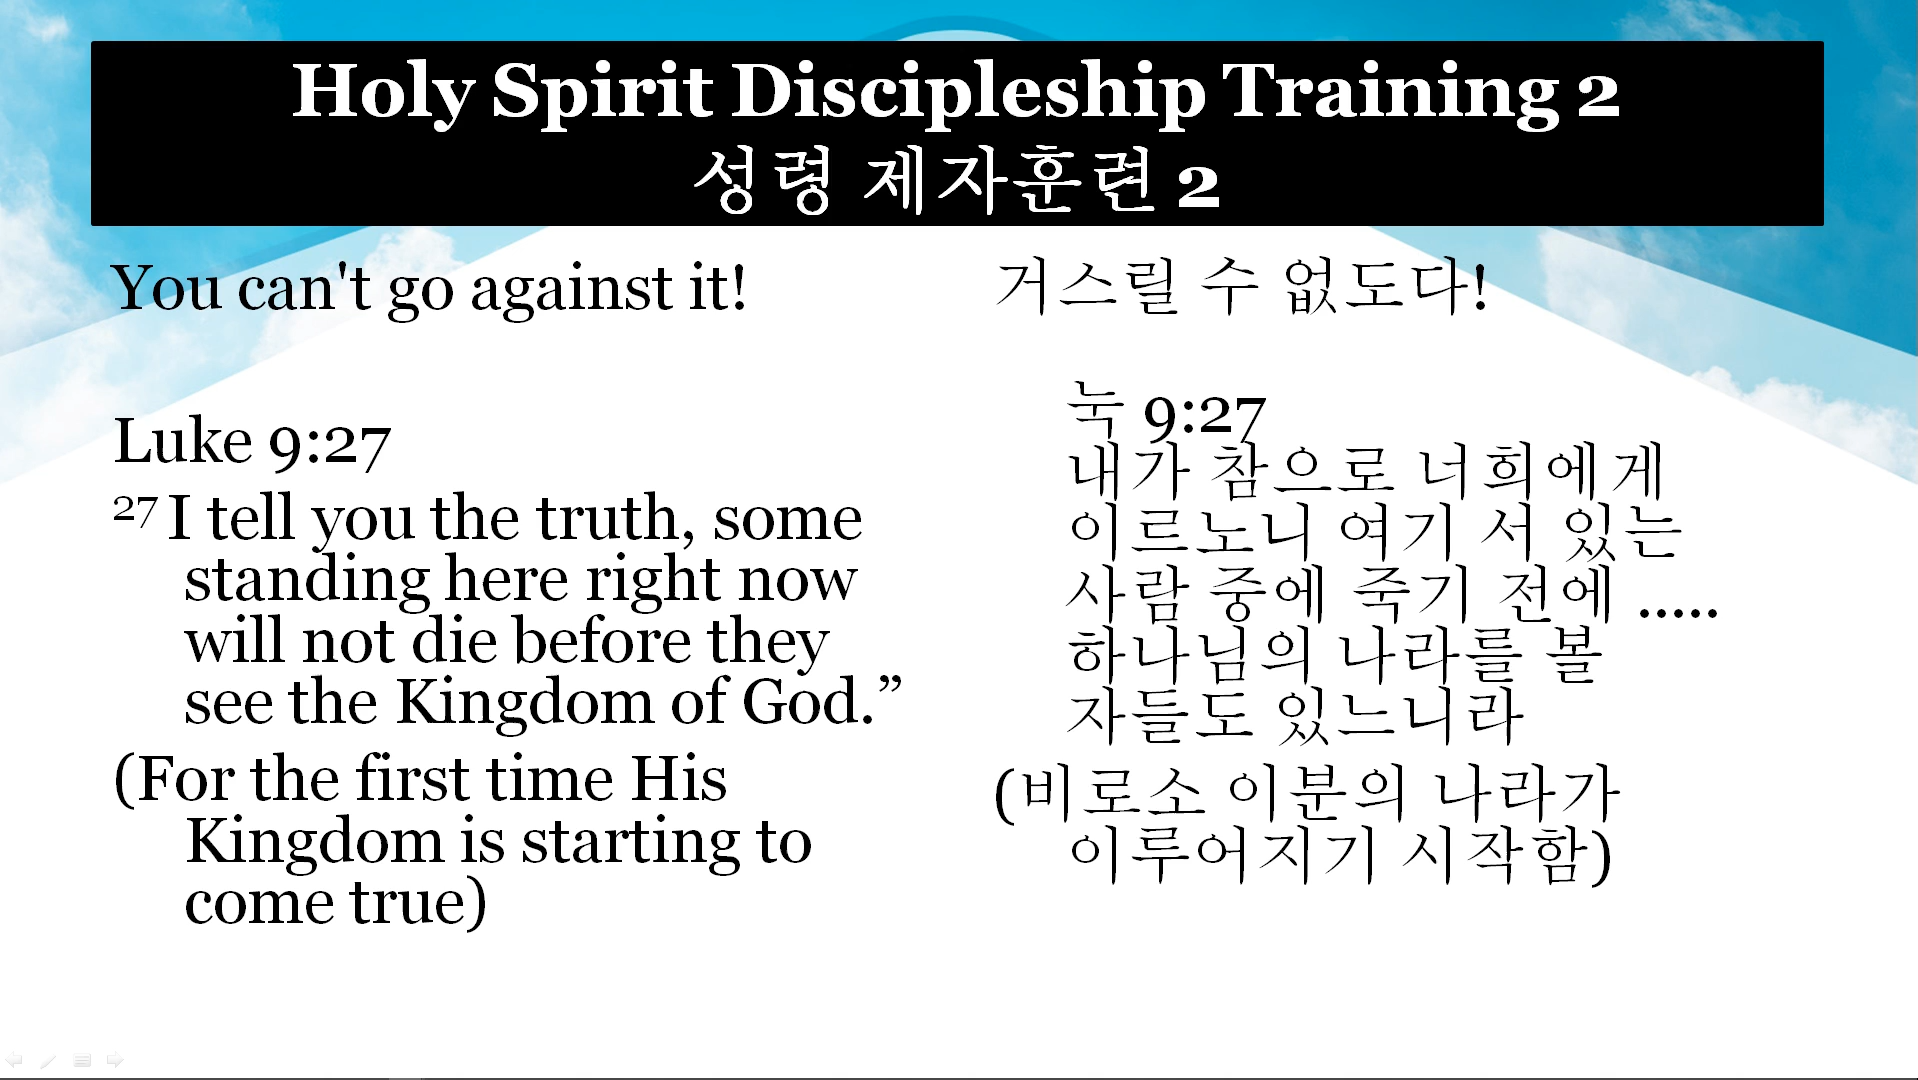 Holy Spirit Discipleship Training 2
성령 제자훈련 2
You can't go against it!
Luke 9:27
27 I tell you the truth, some
standing here right now
will not die before they
see the Kingdom of God.”
(For the first time His
Kingdom is starting to
come true)
거스릴 수 없도다!
눅 9:27
내가 참으로 너희에게
이르노니 여기 서 있는
사람 중에 죽기 전에 .....
하나님의 나라를 볼
자들도 있느니라
(비로소 이분의 나라가
이루어지기 시작함)